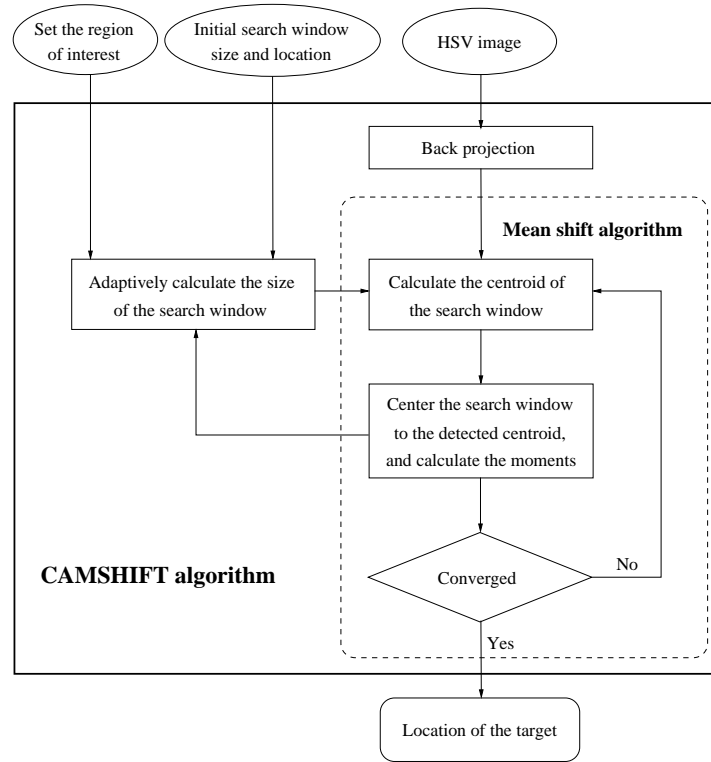 Set the region
of interest
Initial search window
size and location
HSV image
Back projection
Mean shift algorithm
Adaptively calculate the size
of the search window
Calculate the centroid of
the search window
Center the search window
to the detected centroid,
and calculate the moments
CAMSHIFT algorithm
Converged
No
Yes
Location of the target